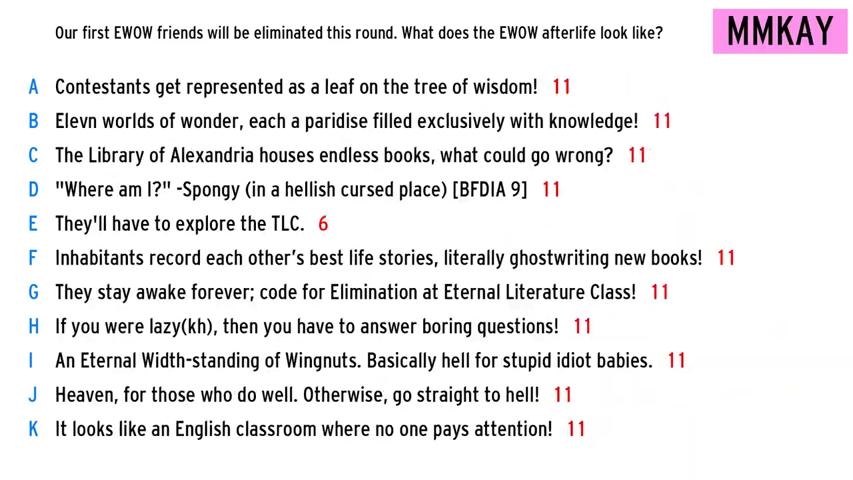 Our first EWOW friends will be eliminated this round. What does the EWOW afterlife look like?
MMKAY
A Contestants get represented as a leaf on the tree of wisdom! 11
B Elevn worlds of wonder, each a paridise filled exclusively with knowledge! 11
C The Library of Alexandria houses endless books, what could go wrong? 11
D "Where am I?" -Spongy (in a hellish cursed place) [BFDIA 9] 11
E They'll have to explore the TLC. 6
F Inhabitants record each other’s best life stories, literally ghostwriting new books! 11
G They stay awake forever; code for Elimination at Eternal Literature Class! 11
H If you were lazy(kh), then you have to answer boring questions! 11
I An Eternal Width-standing of Wingnuts. Basically hell for stupid idiot babies. 11
J Heaven, for those who do well. Otherwise, go straight to hell! 11
K It looks like an English classroom where no one pays attention! 11